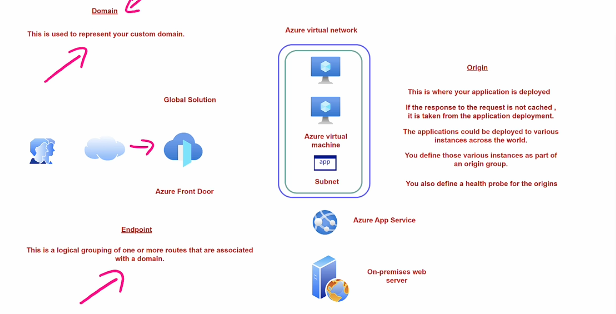 Domain
This is used to represent your custom domain.
Global Solution
Azure Front Door
Endpoint
This is a logical grouping of one or more routes that are associated
with a domain.
Azure virtual network
Azure virtual
machine
app
Subnet
Azure App Service
On-premises web
server
Origin
This is where your application is deployed
If the response to the request is not cached ,
it is taken from the application deployment.
The applications could be deployed to various
instances across the world.
You define those various instances as part of
an origin group.
You also define a health probe for the origins